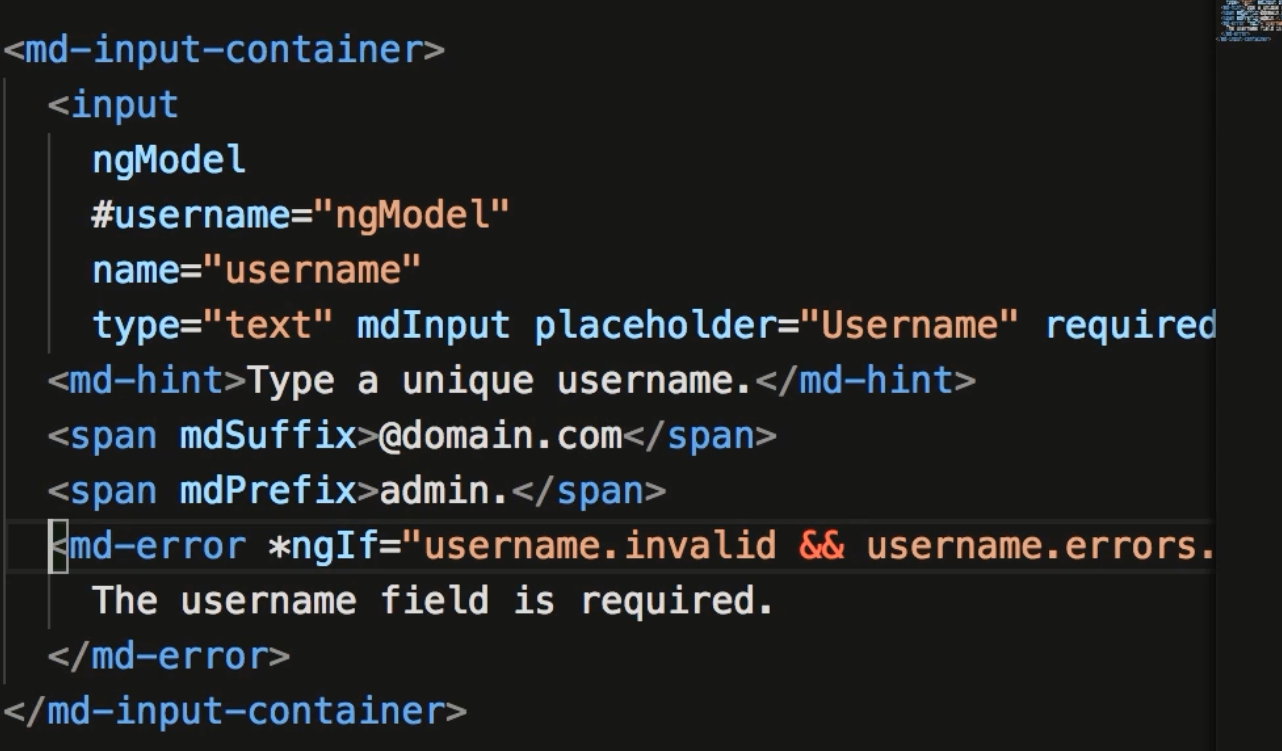 <md-input-container>
  <input
    ngModel
    #username="ngModel"
    name="username"
    type="text" mdInput placeholder="Username" required
  <md-hint>Type a unique username.</md-hint>
  <span mdSuffix>@domain.com</span>
  <span mdPrefix>admin.</span>
  <md-error *ngIf="username.invalid && username.errors.
    The username field is required.
  </md-error>
</md-input-container>